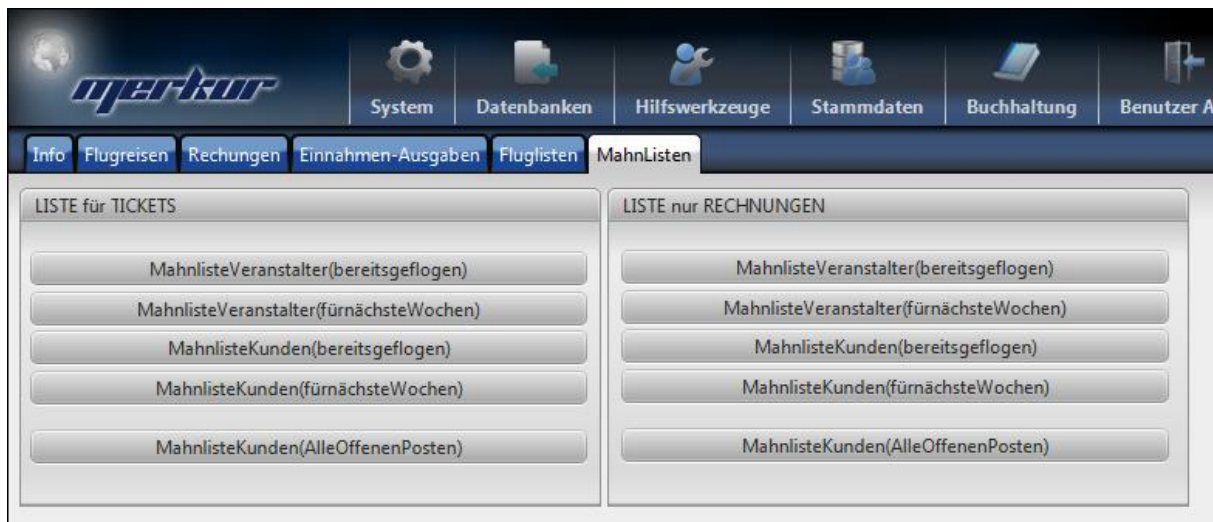 merkur
System Datenbanken Hilfswerkzeuge Stammdaten Buchhaltung Benutzer A
Info Flugreisen Rechungen Einnahmen-Ausgaben Fluglisten MahnListen
LISTE für TICKETS
MahnlisteVeranstalter(bereitsgeflogen)
MahnlisteVeranstalter(fürnächsteWochen)
MahnlisteKunden(bereitsgeflogen)
MahnlisteKunden(fürnächsteWochen)
MahnlisteKunden(AlleOffenenPosten)
LISTE nur RECHNUNGEN
MahnlisteVeranstalter(bereitsgeflogen)
MahnlisteVeranstalter(fürnächsteWochen)
MahnlisteKunden(bereitsgeflogen)
MahnlisteKunden(fürnächsteWochen)
MahnlisteKunden(AlleOffenenPosten)